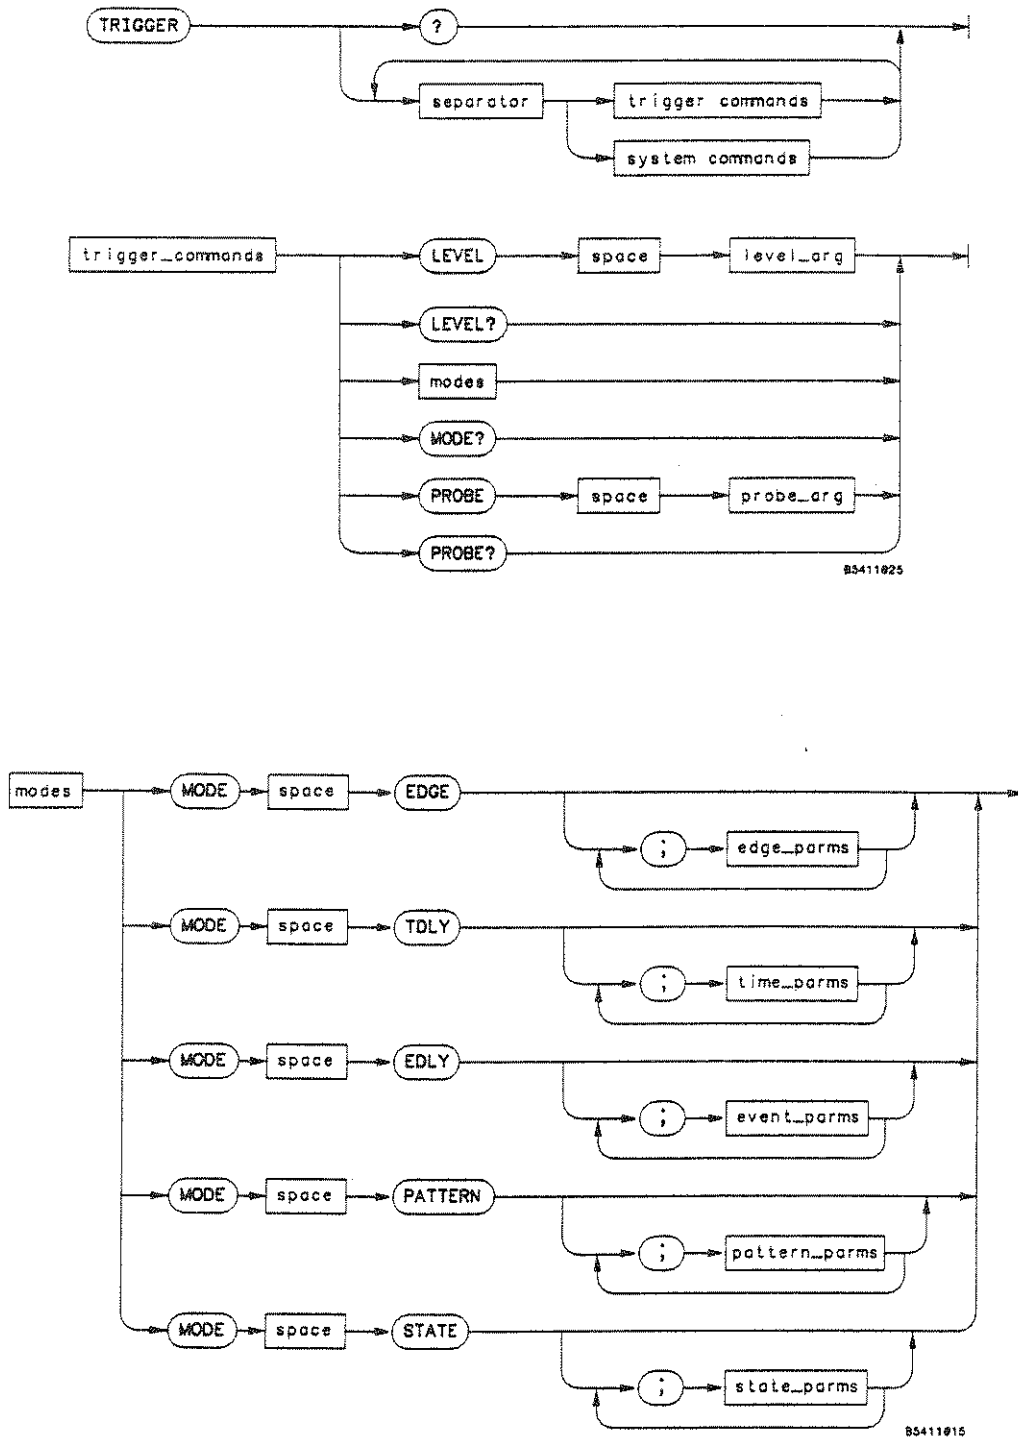 TRIGGER ?
separator trigger commands
system commands
trigger_commands LEVEL space level_arg
LEVEL?
modes
MODE?
PROBE space probe_arg
PROBE?
B5411025
modes MODE space EDGE
; edge_parms
MODE space TDLY
; time_parms
MODE space EDLY
; event_parms
MODE space PATTERN
; pattern_parms
MODE space STATE
; state_parms
B5411015